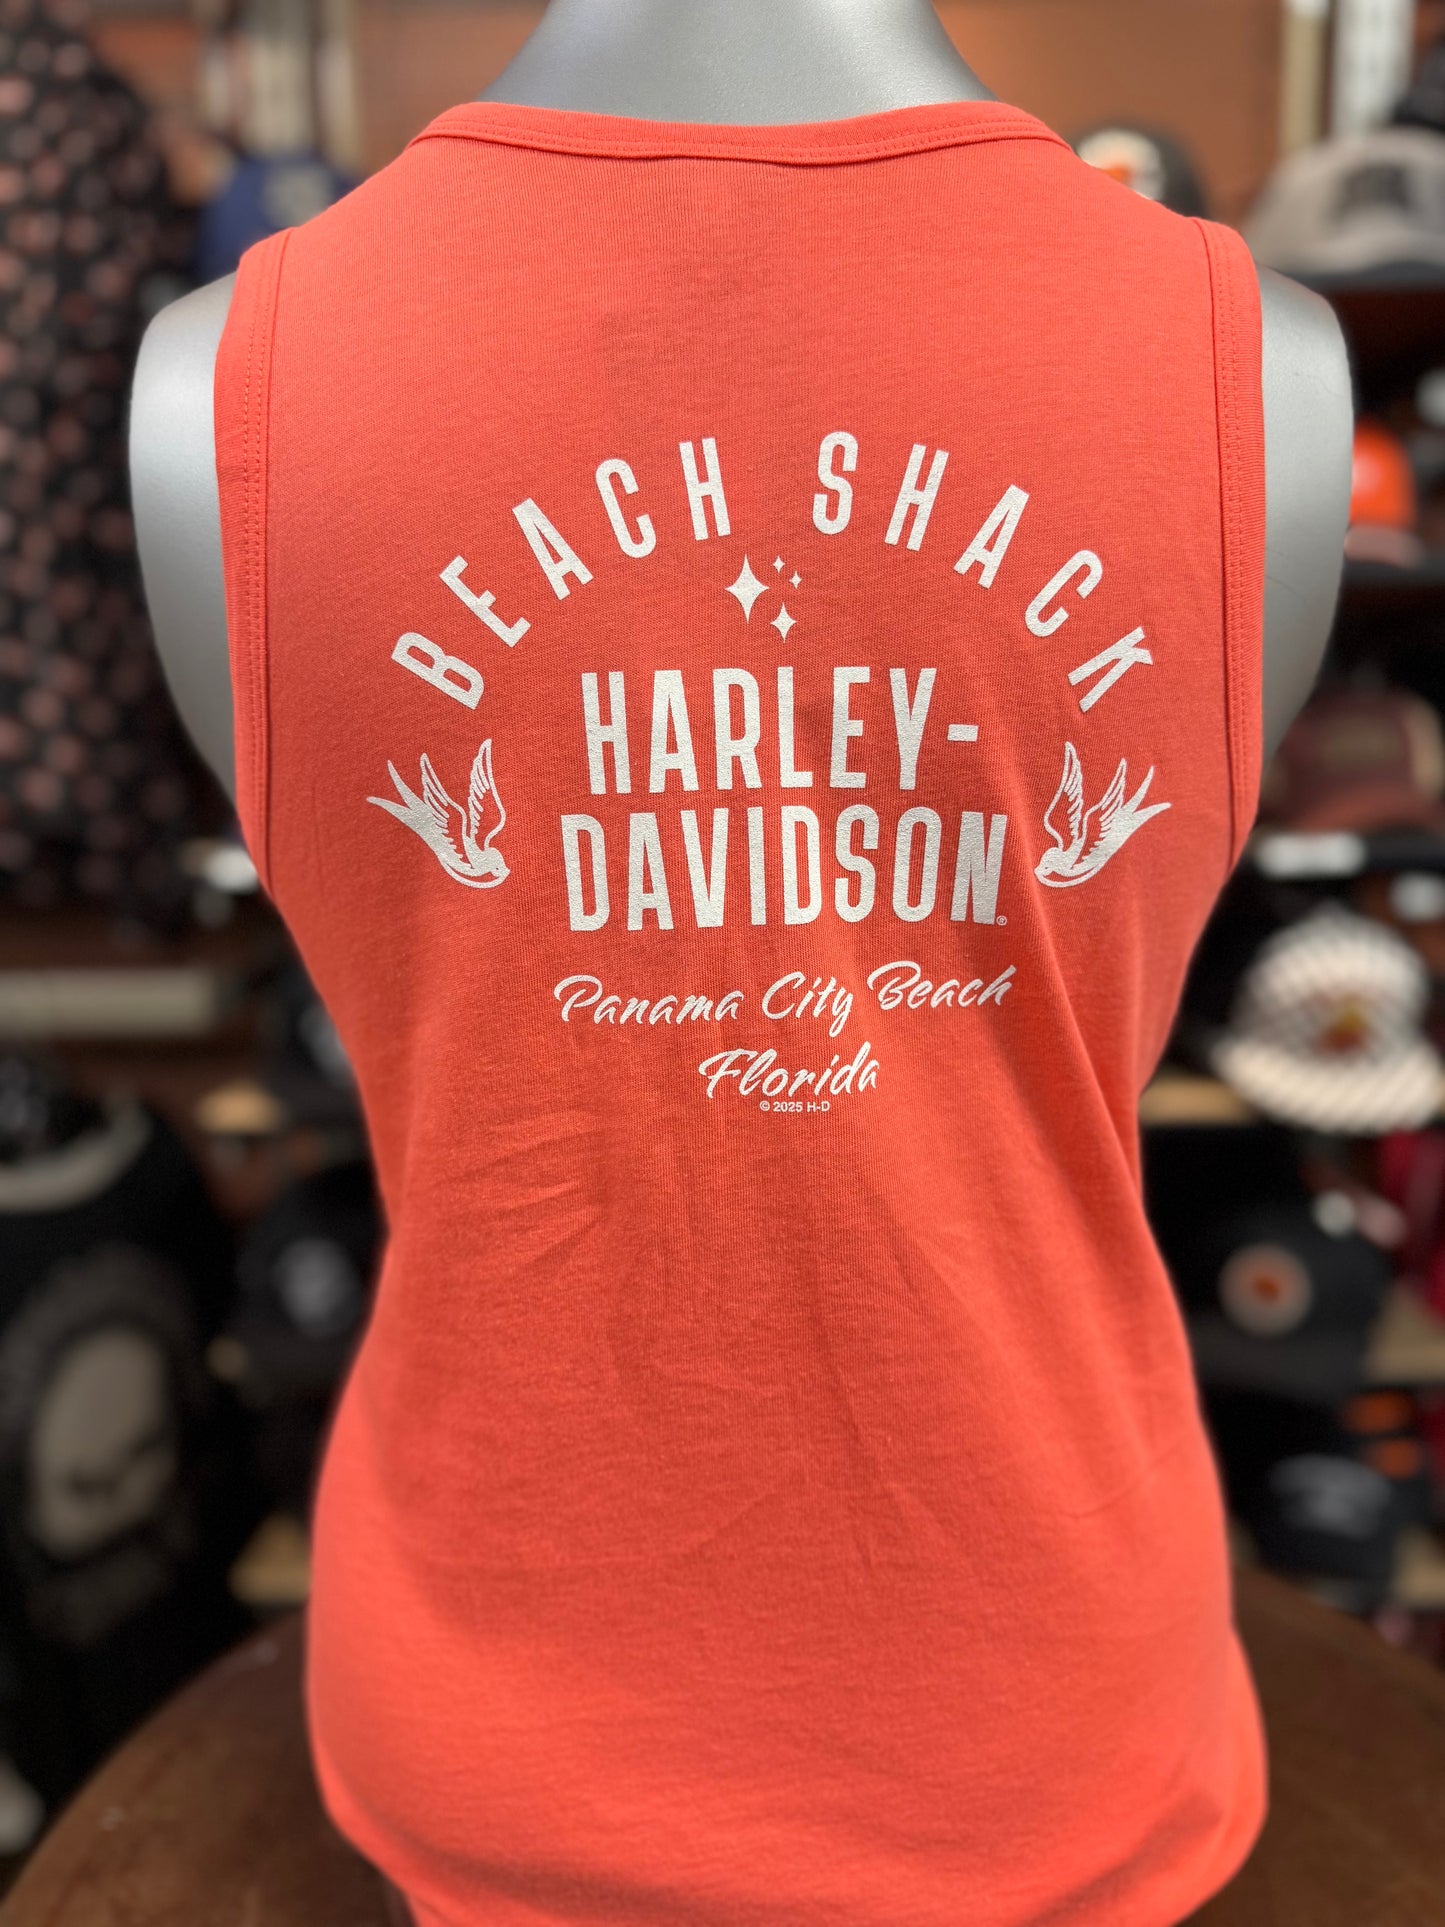 BEACH SHACK
HARLEY-
DAVIDSON®
Panama City Beach
Florida
© 2025 H-D